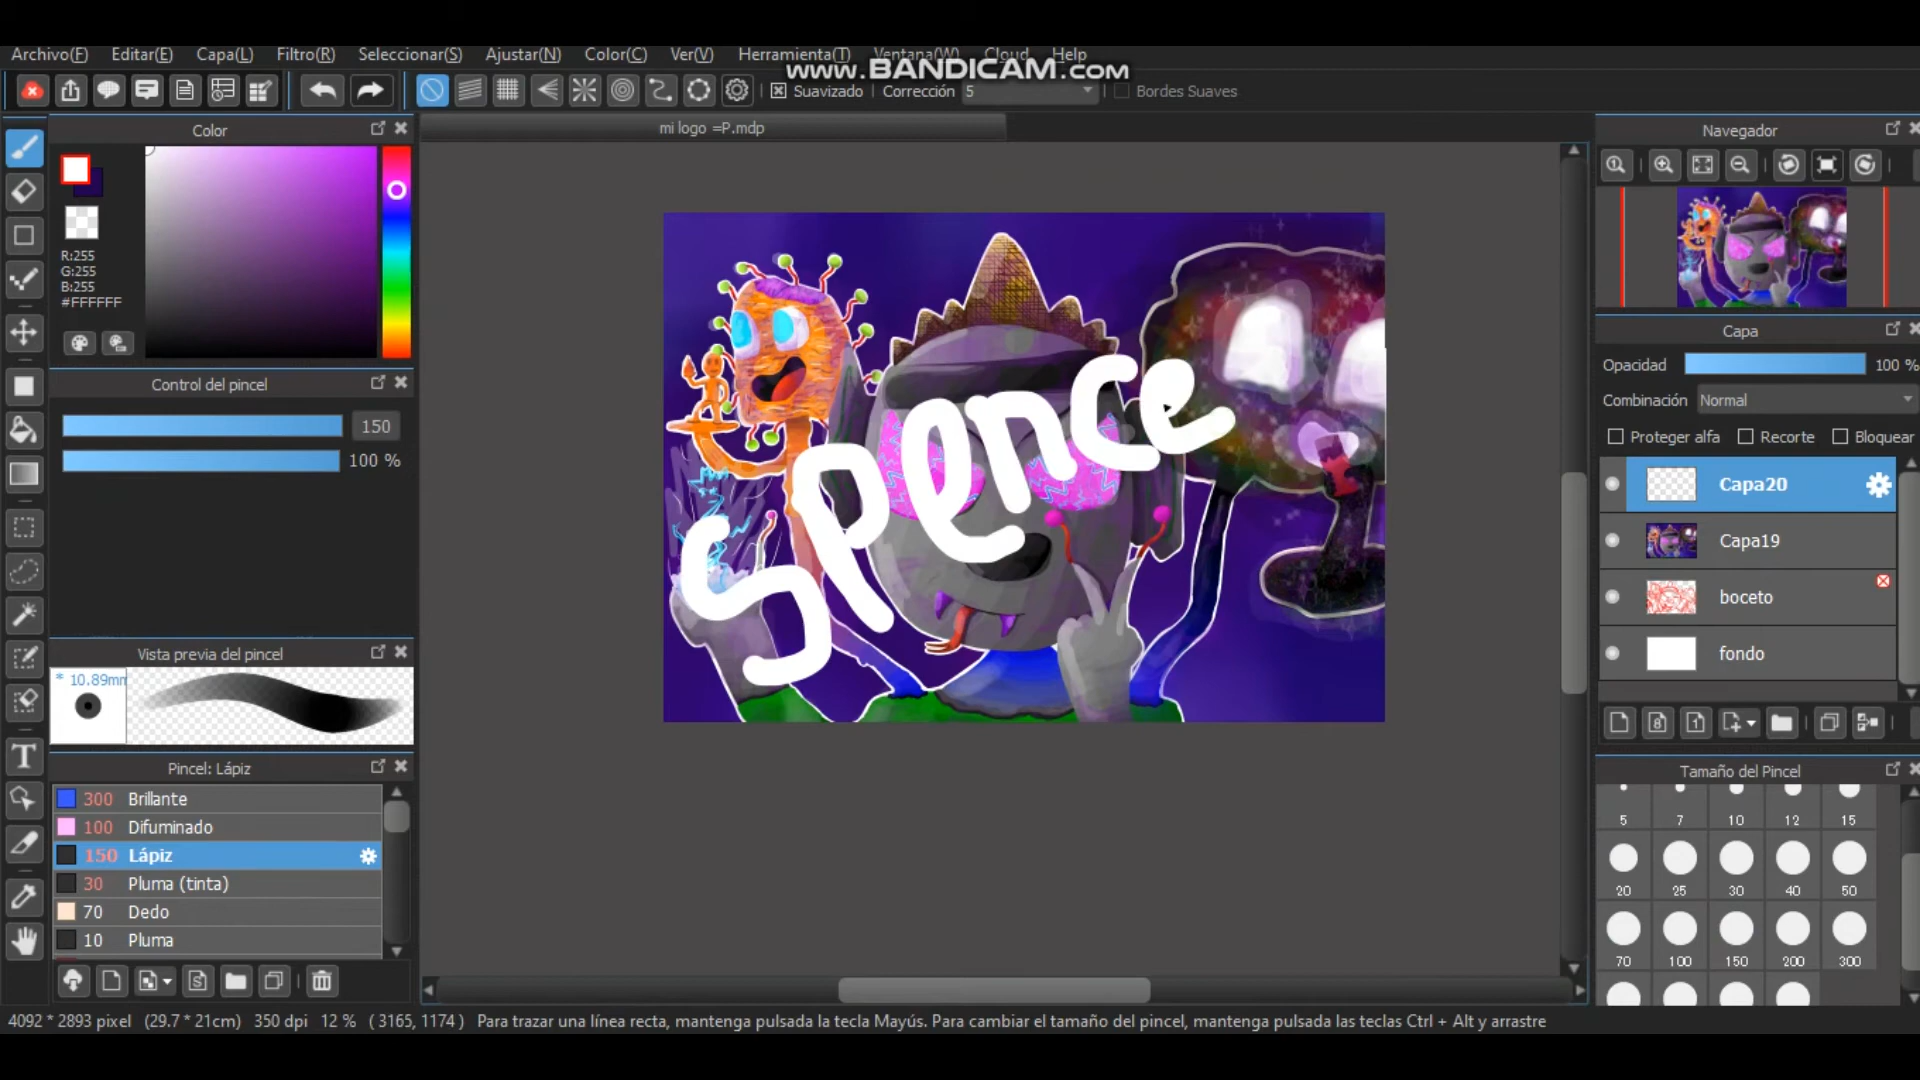 Archivo(F) Editar(E) Capa(L) Filtro(R) Seleccionar(S) Ajustar(N) Color(C) Ver(V) Herramienta(T) Ventana(W) Cloud Help
www.BANDICAM.com
Suavizado Corrección 5 Bordes Suaves
Color
mi logo =P.mdp
Navegador
R:255
G:255
B:255
#FFFFFF
Capa
Opacidad 100 %
Combinación Normal
Proteger alfa Recorte Bloquear
Control del pincel
150
100 %
Spence
Capa20
Capa19
boceto
fondo
Vista previa del pincel
* 10.89mm
Pincel: Lápiz
300 Brillante
100 Difuminado
150 Lápiz
30 Pluma (tinta)
70 Dedo
10 Pluma
Tamaño del Pincel
5 7 10 12 15
20 25 30 40 50
70 100 150 200 300
4092 * 2893 pixel (29.7 * 21cm) 350 dpi 12 % ( 3165, 1174 ) Para trazar una línea recta, mantenga pulsada la tecla Mayús. Para cambiar el tamaño del pincel, mantenga pulsada las teclas Ctrl + Alt y arrastre